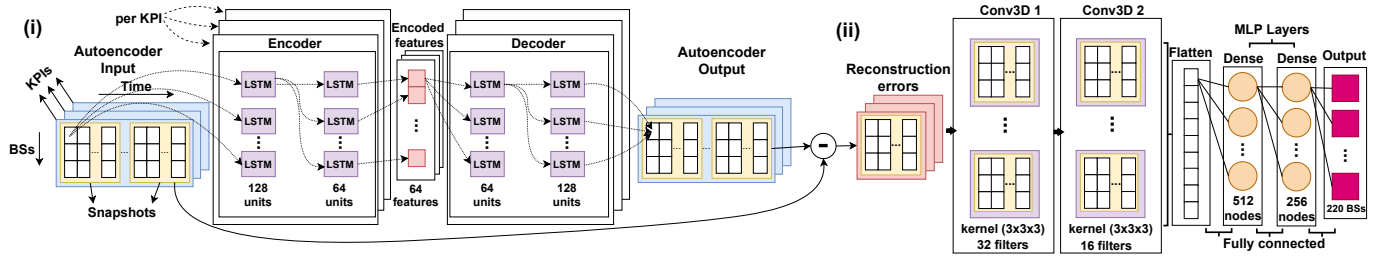 (i)
per KPI
Autoencoder
Input
KPIs
Time
BSs
Snapshots
Encoder
LSTM
LSTM
LSTM
LSTM
LSTM
LSTM
128
units
64
units
Encoded
features
64
features
Decoder
LSTM
LSTM
LSTM
LSTM
LSTM
LSTM
64
units
128
units
Autoencoder
Output
-
(ii)
Reconstruction
errors
Conv3D 1
kernel (3x3x3)
32 filters
Conv3D 2
kernel (3x3x3)
16 filters
Flatten
MLP Layers
Dense
512
nodes
Dense
256
nodes
Output
220 BSs
Fully connected